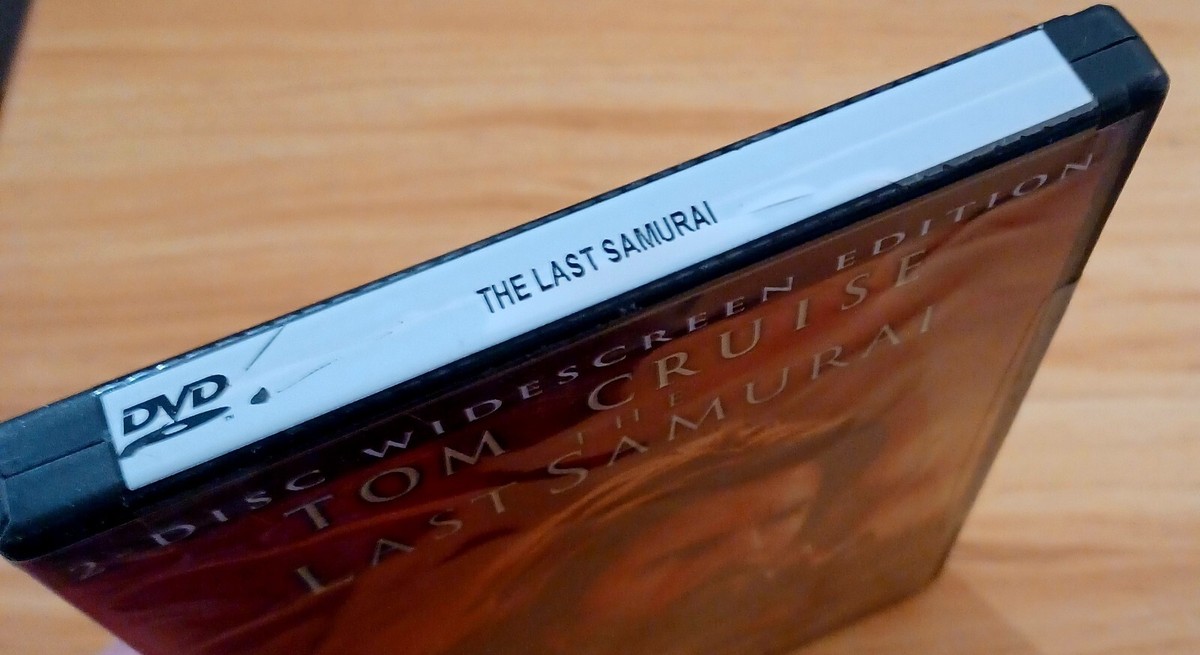 DVD
THE LAST SAMURAI
2 DISC WIDESCREEN EDITION
TOM CRUISE
THE
LAST SAMURAI